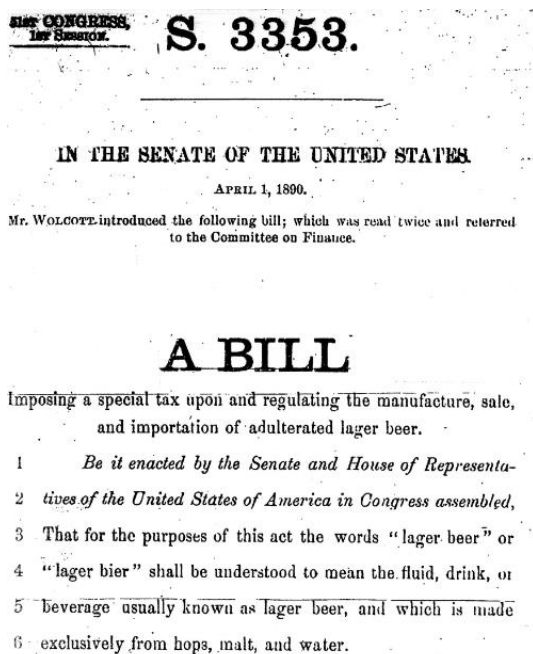 51ST CONGRESS,
1ST SESSION.
S. 3353.
IN THE SENATE OF THE UNITED STATES.
APRIL 1, 1890.
Mr. WOLCOTT introduced the following bill; which was read twice and referred
to the Committee on Finance.
A BILL
Imposing a special tax upon and regulating the manufacture, sale,
and importation of adulterated lager beer.
1 Be it enacted by the Senate and House of Representa-
2 tives of the United States of America in Congress assembled,
3 That for the purposes of this act the words "lager beer" or
4 "lager bier" shall be understood to mean the fluid, drink, or
5 beverage usually known as lager beer, and which is made
6 exclusively from hops, malt, and water.